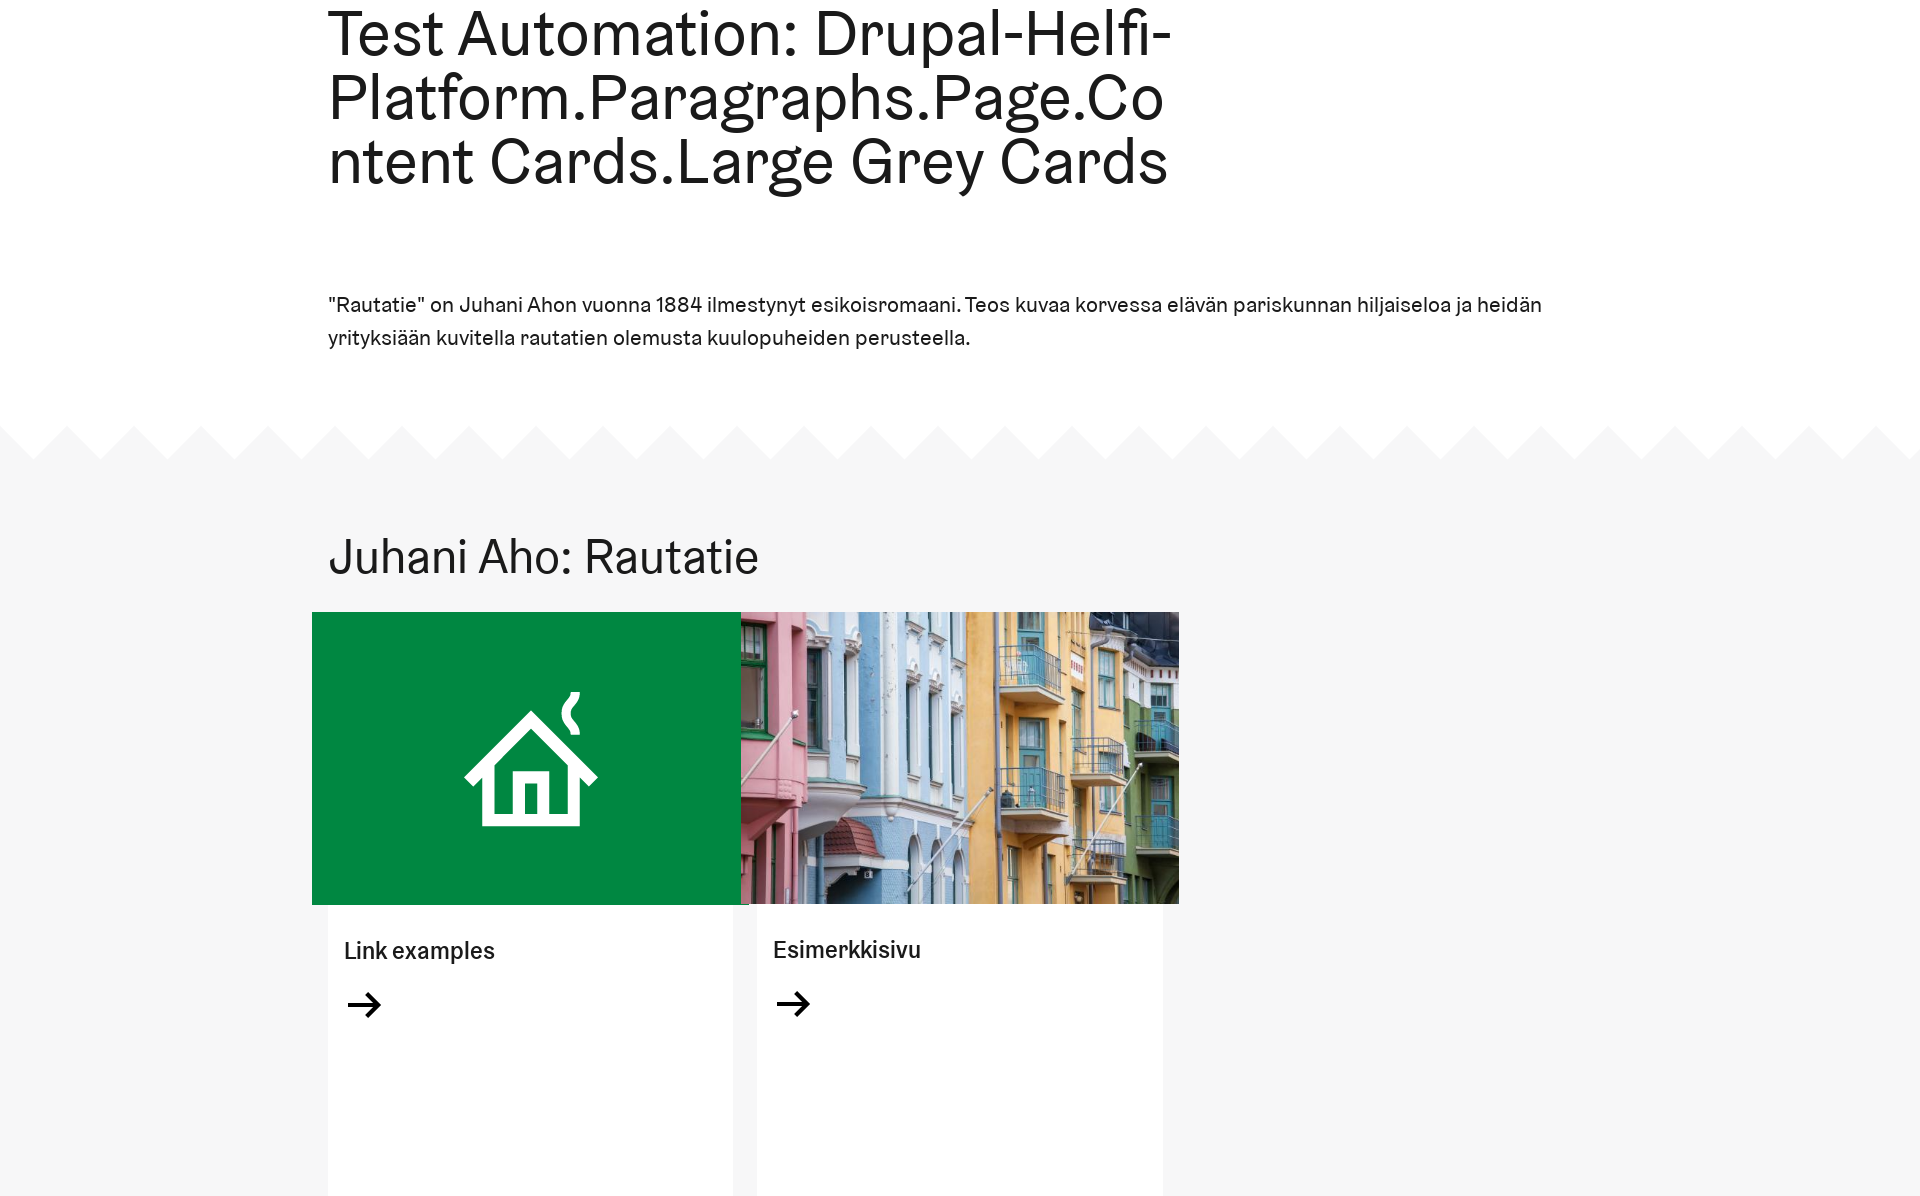 Test Automation: Drupal-Helfi-
Platform.Paragraphs.Page.Co
ntent Cards.Large Grey Cards
"Rautatie" on Juhani Ahon vuonna 1884 ilmestynyt esikoisromaani. Teos kuvaa korvessa elävän pariskunnan hiljaiseloa ja heidän
yrityksiään kuvitella rautatien olemusta kuulopuheiden perusteella.
Juhani Aho: Rautatie
Link examples
Esimerkkisivu